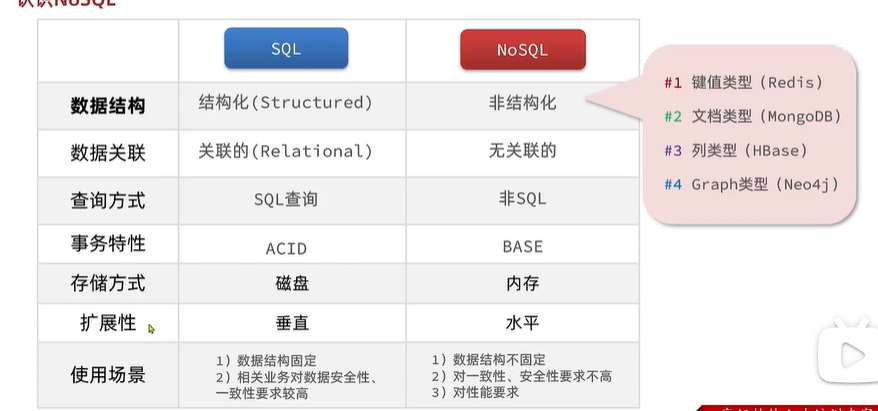 认识NoSQL
SQL
NoSQL
数据结构
结构化(Structured)
非结构化
#1 键值类型（Redis）
#2 文档类型（MongoDB）
#3 列类型（HBase）
#4 Graph类型（Neo4j）
数据关联
关联的(Relational)
无关联的
查询方式
SQL查询
非SQL
事务特性
ACID
BASE
存储方式
磁盘
内存
扩展性
垂直
水平
使用场景
1）数据结构固定
2）相关业务对数据安全性、
一致性要求较高
1）数据结构不固定
2）对一致性、安全性要求不高
3）对性能要求